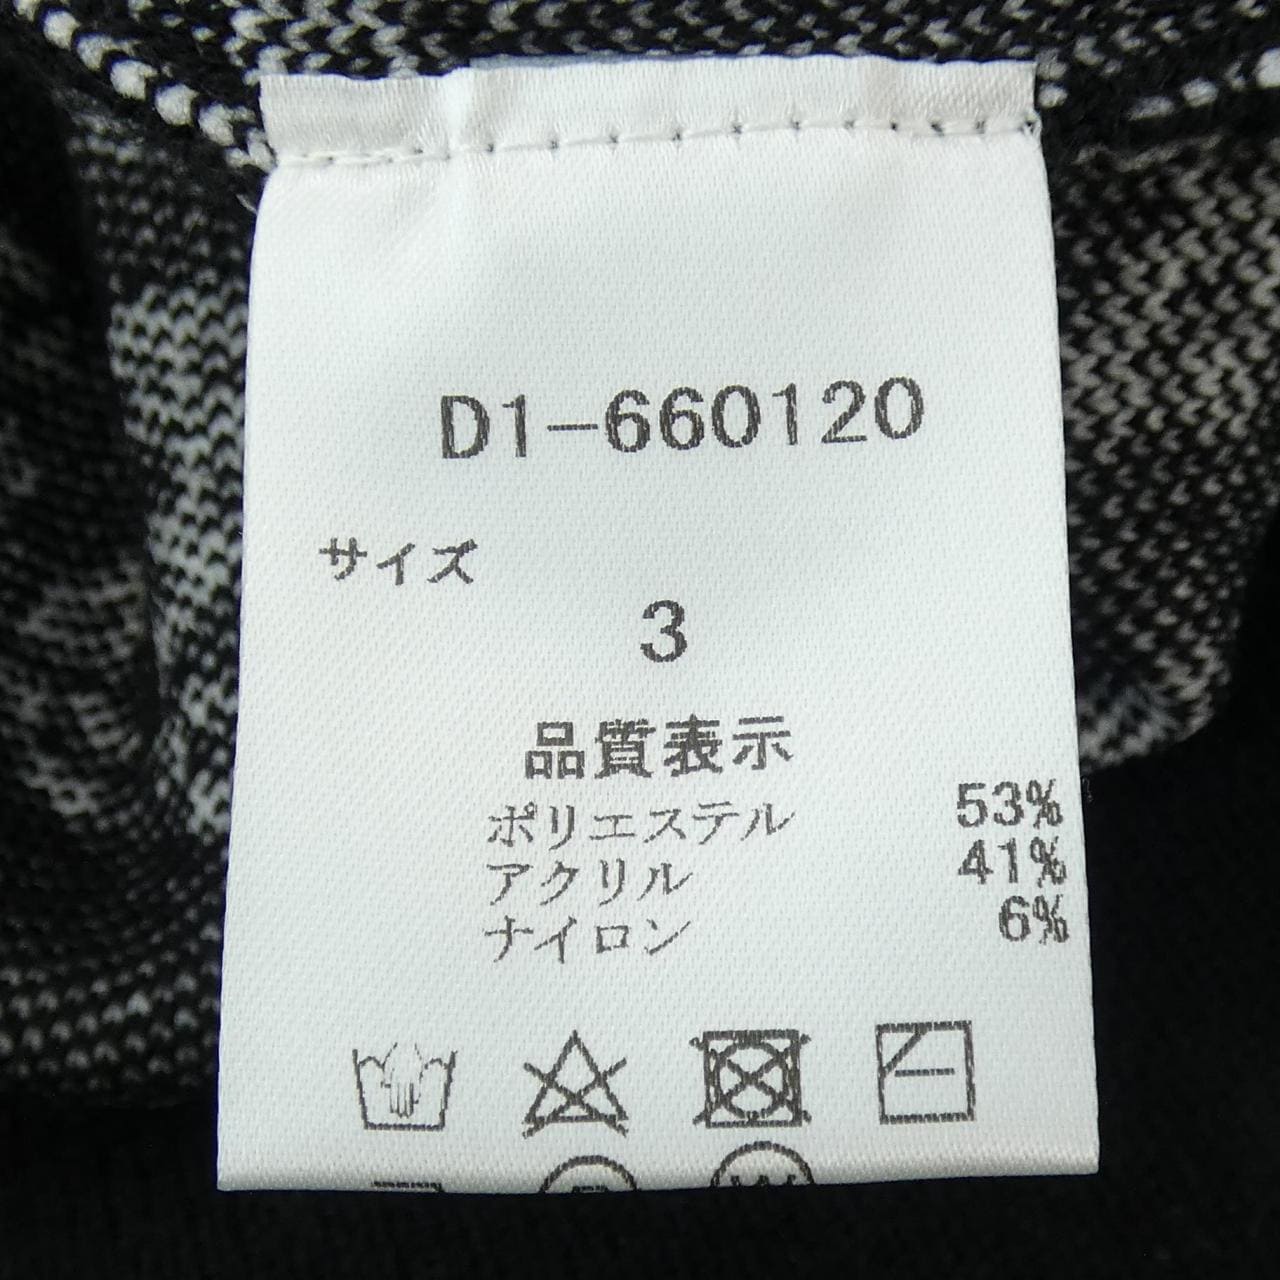 D1-660120
サイズ
3
品質表示
ポリエステル 53%
アクリル 41%
ナイロン 6%